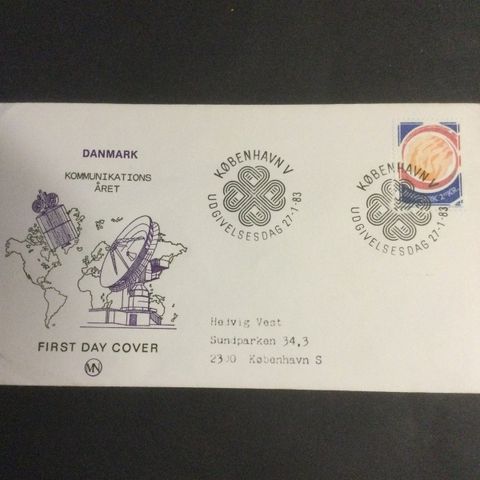 DANMARK
KOMMUNIKATIONS
ÅRET
FIRST DAY COVER
MN
KØBENHAVN V
UDGIVELSESDAG 27-1-83
KØBENHAVN V
UDGIVELSESDAG 27-1-83
Hedvig Vest
Sundparken 34,3
2300 København S